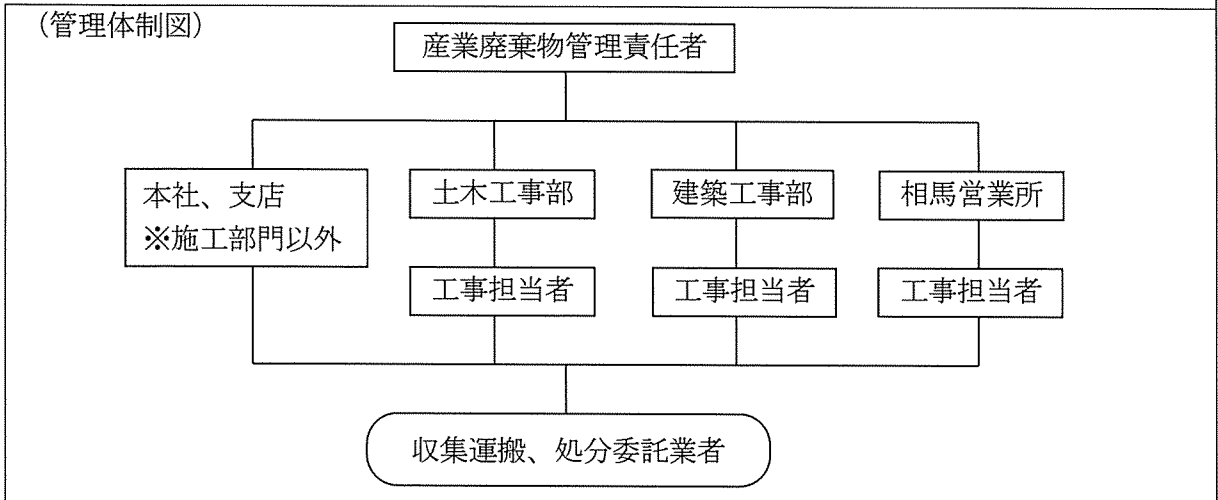 （管理体制図）
産業廃棄物管理責任者
本社、支店
※施工部門以外
土木工事部
建築工事部
相馬営業所
工事担当者
工事担当者
工事担当者
収集運搬、処分委託業者